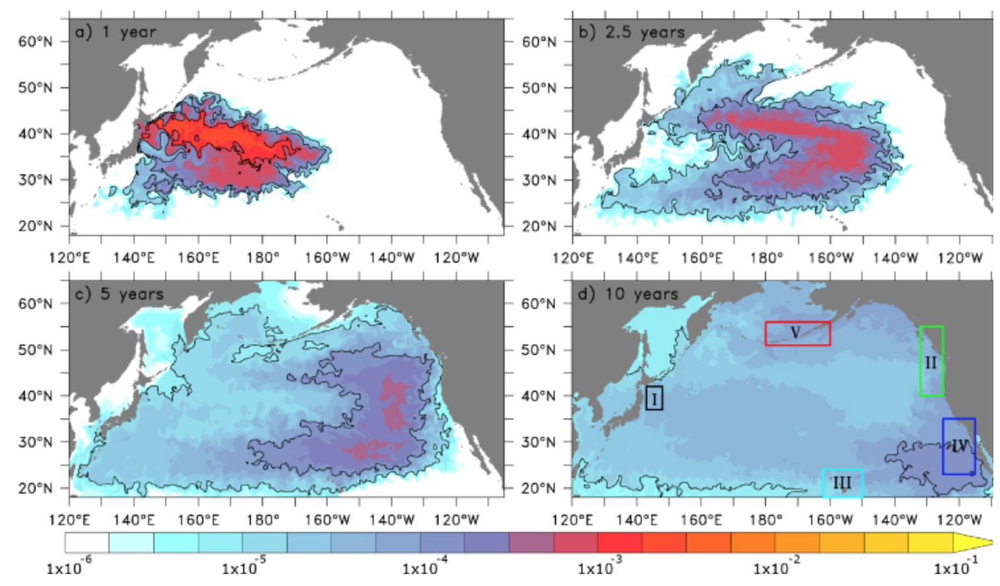 a) 1 year
b) 2.5 years
60°N 60°N
50°N 50°N
40°N 40°N
30°N 30°N
20°N 20°N
120°E 140°E 160°E 180° 160°W 140°W 120°W 120°E 140°E 160°E 180° 160°W 140°W 120°W
c) 5 years
d) 10 years
60°N 60°N
V
50°N 50°N
II
40°N 40°N
I
30°N 30°N
IV
20°N 20°N
III
120°E 140°E 160°E 180° 160°W 140°W 120°W 120°E 140°E 160°E 180° 160°W 140°W 120°W
1x10-6 1x10-5 1x10-4 1x10-3 1x10-2 1x10-1